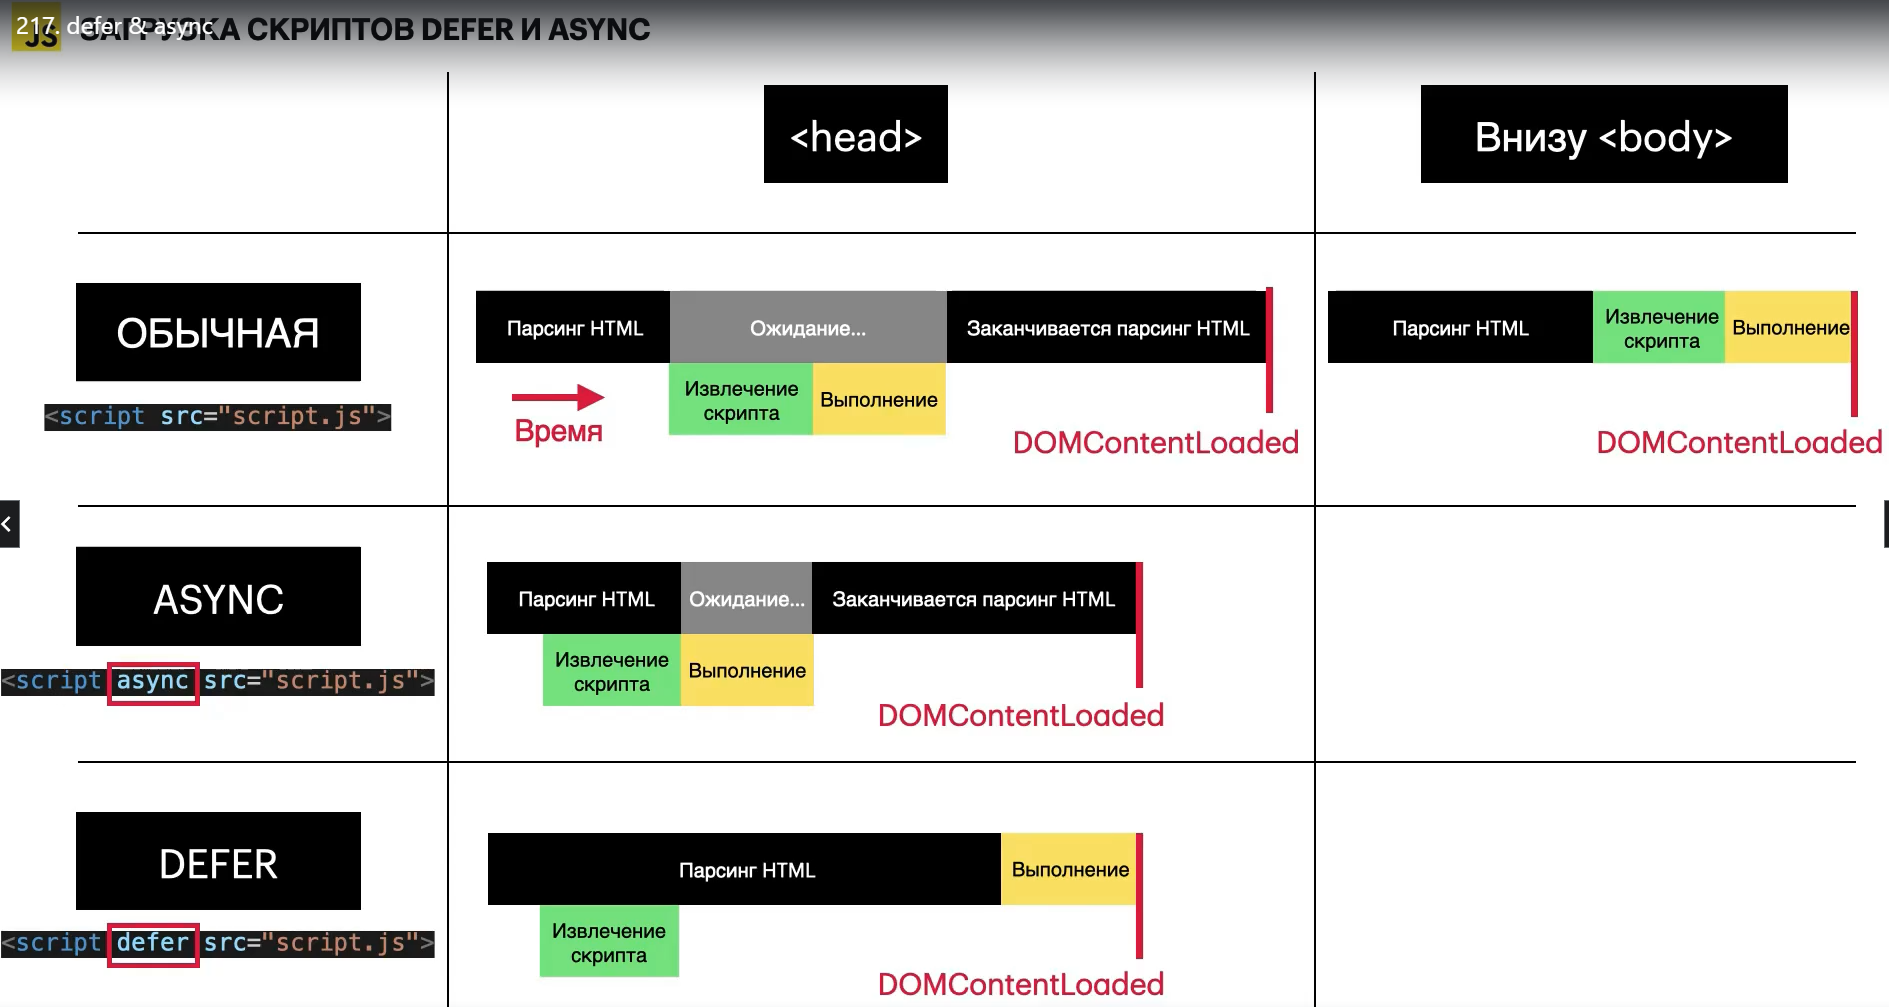 217. defer & async
JS
ЗАГРУЗКА СКРИПТОВ DEFER И ASYNC
<head>
Внизу <body>
ОБЫЧНАЯ
<script src="script.js">
Парсинг HTML
Ожидание...
Заканчивается парсинг HTML
Извлечение
скрипта
Выполнение
Время
DOMContentLoaded
Парсинг HTML
Извлечение
скрипта
Выполнение
DOMContentLoaded
ASYNC
<script async src="script.js">
Парсинг HTML
Ожидание...
Заканчивается парсинг HTML
Извлечение
скрипта
Выполнение
DOMContentLoaded
DEFER
<script defer src="script.js">
Парсинг HTML
Выполнение
Извлечение
скрипта
DOMContentLoaded